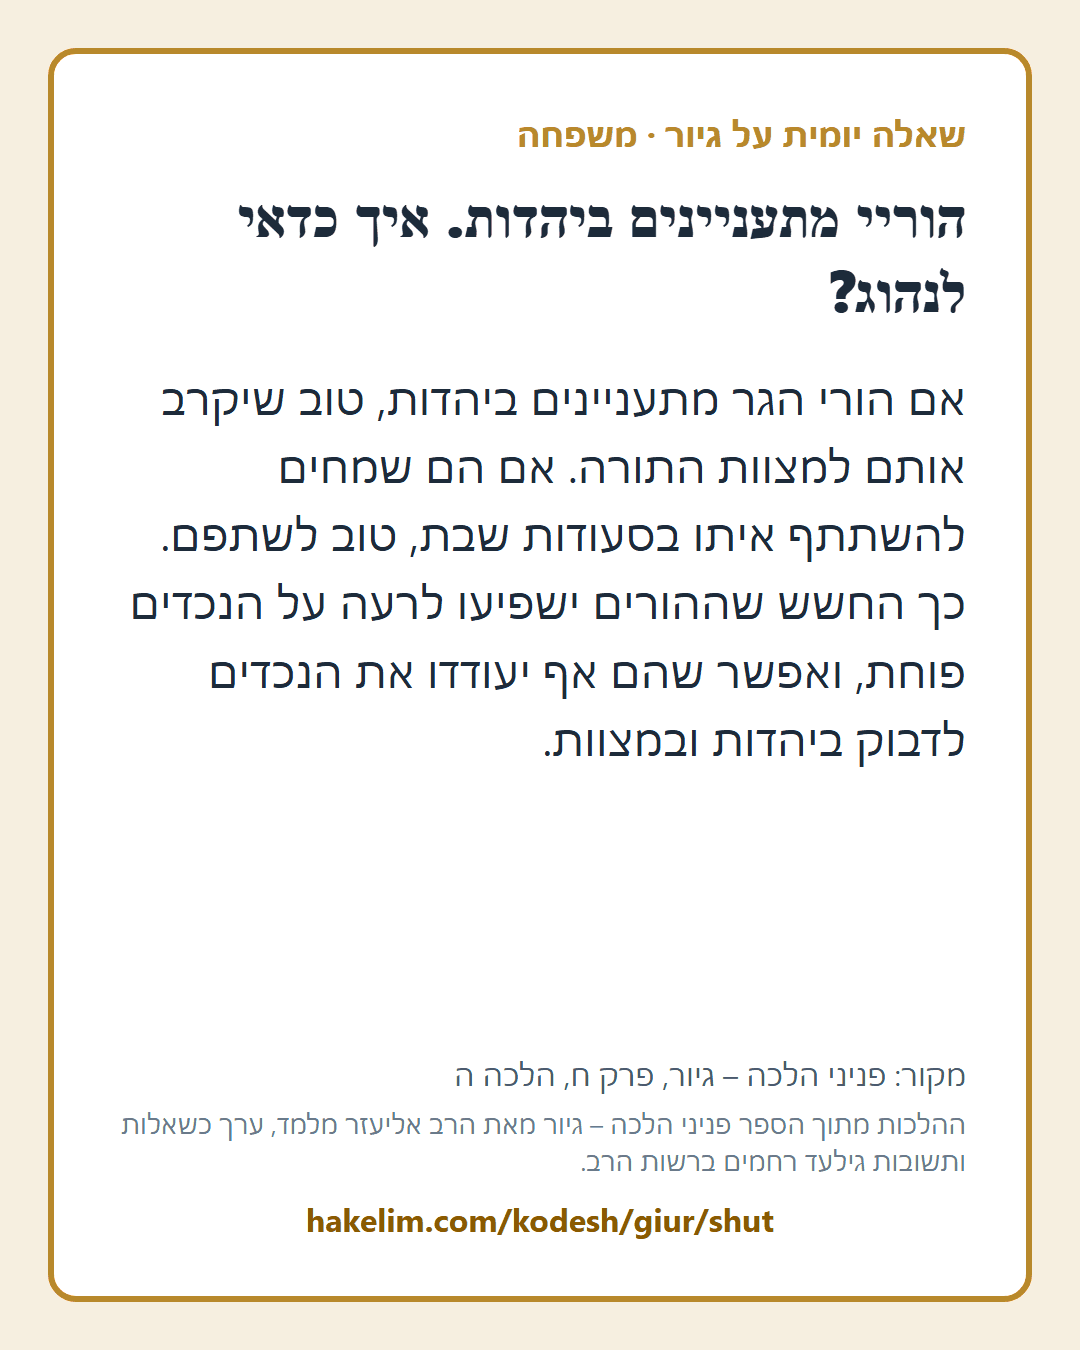 שאלה יומית על גיור · משפחה
הוריי מתעניינים ביהדות. איך כדאי
לנהוג?
אם הורי הגר מתעניינים ביהדות, טוב שיקרב
אותם למצוות התורה. אם הם שמחים
להשתתף איתו בסעודות שבת, טוב לשתפם.
כך החשש שההורים ישפיעו לרעה על הנכדים
פוחת, ואפשר שהם אף יעודדו את הנכדים
לדבוק ביהדות ובמצוות.
מקור: פניני הלכה – גיור, פרק ח, הלכה ה
ההלכות מתוך הספר פניני הלכה – גיור מאת הרב אליעזר מלמד, ערך כשאלות
ותשובות גילעד רחמים ברשות הרב.
hakelim.com/kodesh/giur/shut